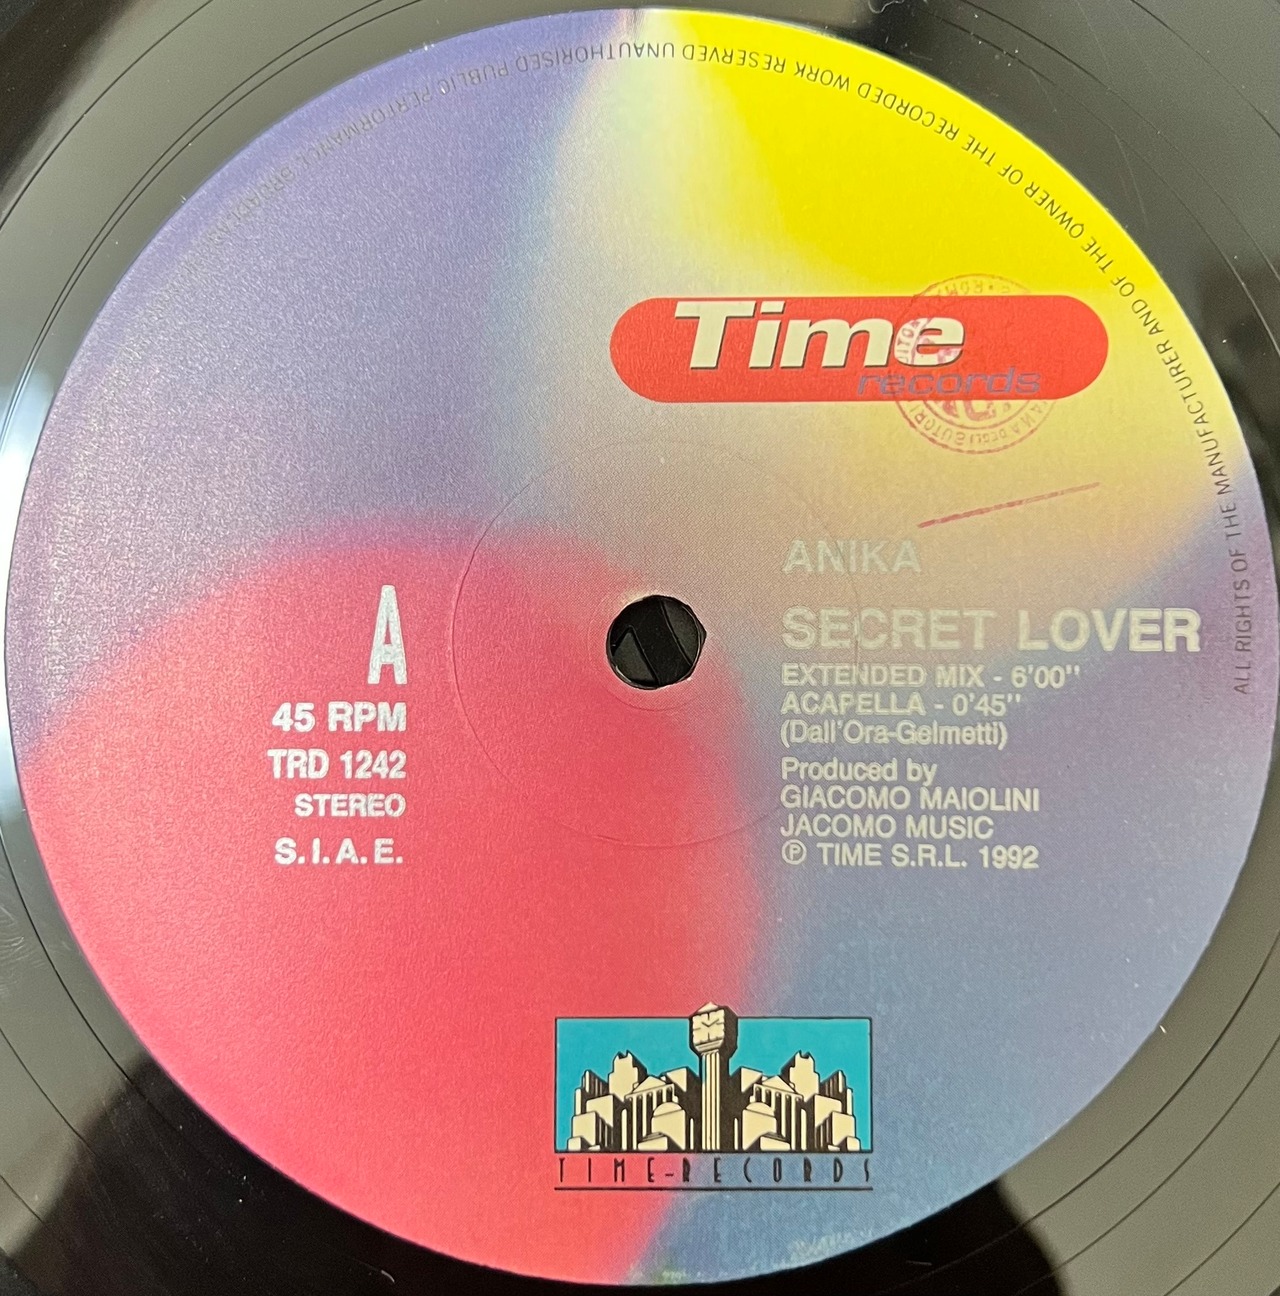 ALL RIGHTS OF THE MANUFACTURER AND OF THE OWNER OF THE RECORDED WORK RESERVED UNAUTHORISED PUBLIC PERFORMANCE
Time
records
ANIKA
SECRET LOVER
EXTENDED MIX - 6'00"
ACAPELLA - 0'45"
(Dall'Ora-Gelmetti)
Produced by
GIACOMO MAIOLINI
JACOMO MUSIC
℗ TIME S.R.L. 1992
A
45 RPM
TRD 1242
STEREO
S.I.A.E.
TIME-RECORDS